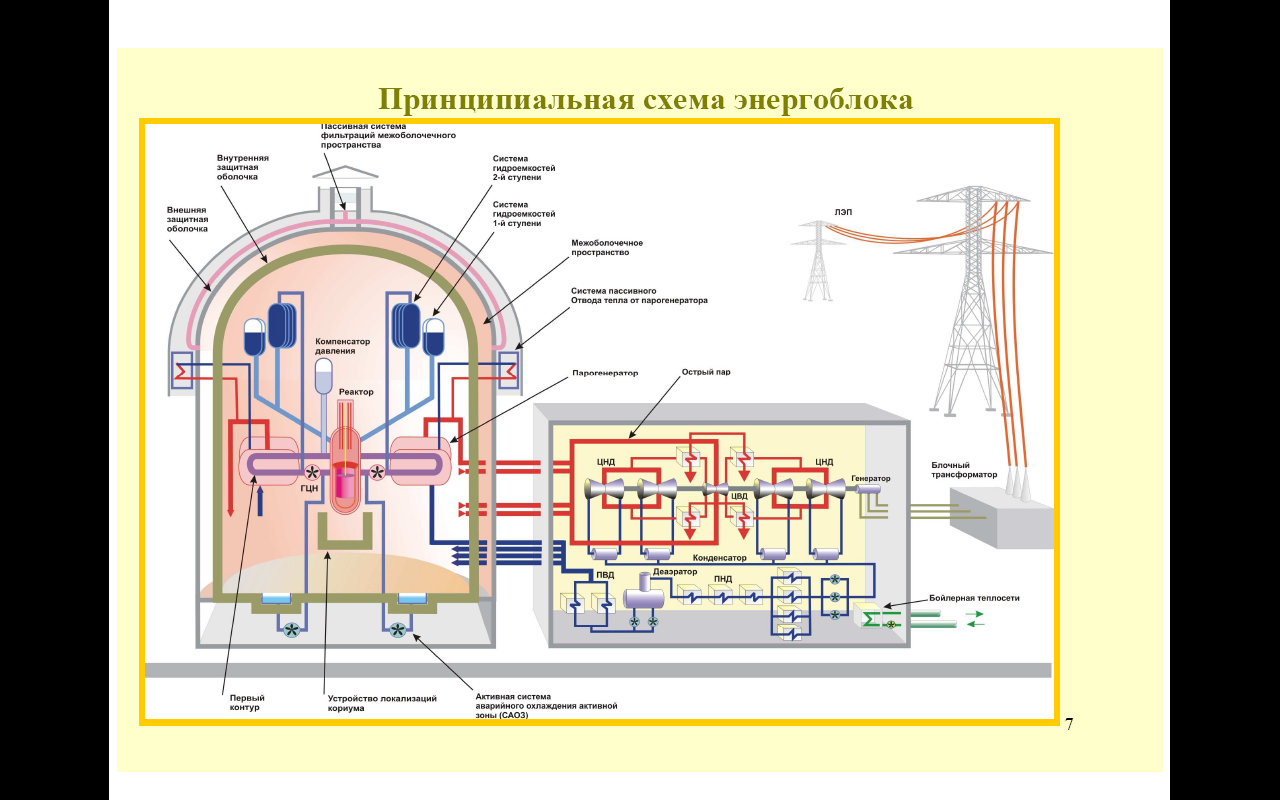 Принципиальная схема энергоблока
Пассивная система
фильтраций межоболочечного
пространства
Внутренняя
защитная
оболочка
Система
гидроемкостей
2-й ступени
Внешняя
защитная
оболочка
Система
гидроемкостей
1-й ступени
ЛЭП
Межоболочечное
пространство
Система пассивного
Отвода тепла от парогенератора
Компенсатор
давления
Парогенератор
Острый пар
Реактор
ЦНД
ЦНД
Блочный
трансформатор
Генератор
ГЦН
ЦВД
Конденсатор
ПВД
Деаэратор
ПНД
Бойлерная теплосети
Первый
контур
Устройство локализаций
кориума
Активная система
аварийного охлаждения активной
зоны (САОЗ)
7